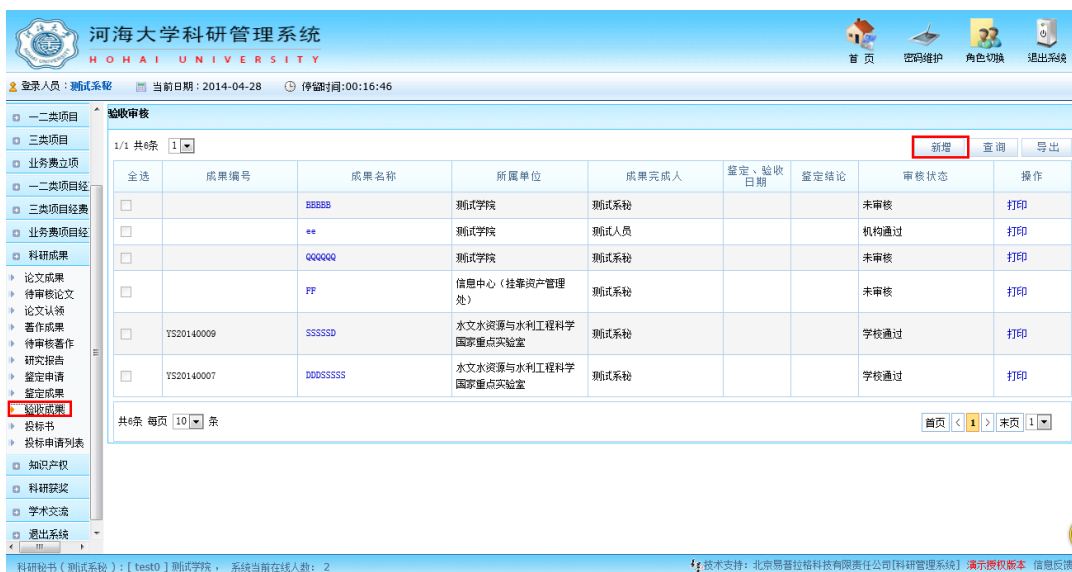 河海大学科研管理系统
HOHAI UNIVERSITY
首 页
密码维护
角色切换
退出系统
登录人员：测试系秘
当前日期：2014-04-28
停留时间:00:16:46
一二类项目
三类项目
业务费立项
一二类项目经
三类项目经费
业务费项目经
科研成果
论文成果
待审核论文
论文认领
著作成果
待审核著作
研究报告
鉴定申请
鉴定成果
验收成果
投标书
投标申请列表
知识产权
科研获奖
学术交流
退出系统
验收审核
1/1 共6条 1
新增 查询 导出
全选 成果编号 成果名称 所属单位 成果完成人 鉴定、验收日期 鉴定结论 审核状态 操作
BBBBB 测试学院 测试系秘 未审核 打印
ee 测试学院 测试人员 机构通过 打印
QQQQQQ 测试学院 测试系秘 未审核 打印
FF 信息中心（挂靠资产管理处） 测试系秘 未审核 打印
YS20140009 SSSSSD 水文水资源与水利工程科学国家重点实验室 测试系秘 学校通过 打印
YS20140007 DDDSSSSS 水文水资源与水利工程科学国家重点实验室 测试系秘 学校通过 打印
共6条 每页 10 条
首页 < 1 > 末页 1
科研秘书（测试系秘）: [ test0 ] 测试学院， 系统当前在线人数: 2
技术支持: 北京易普拉格科技有限责任公司[科研管理系统] 演示授权版本 信息反馈